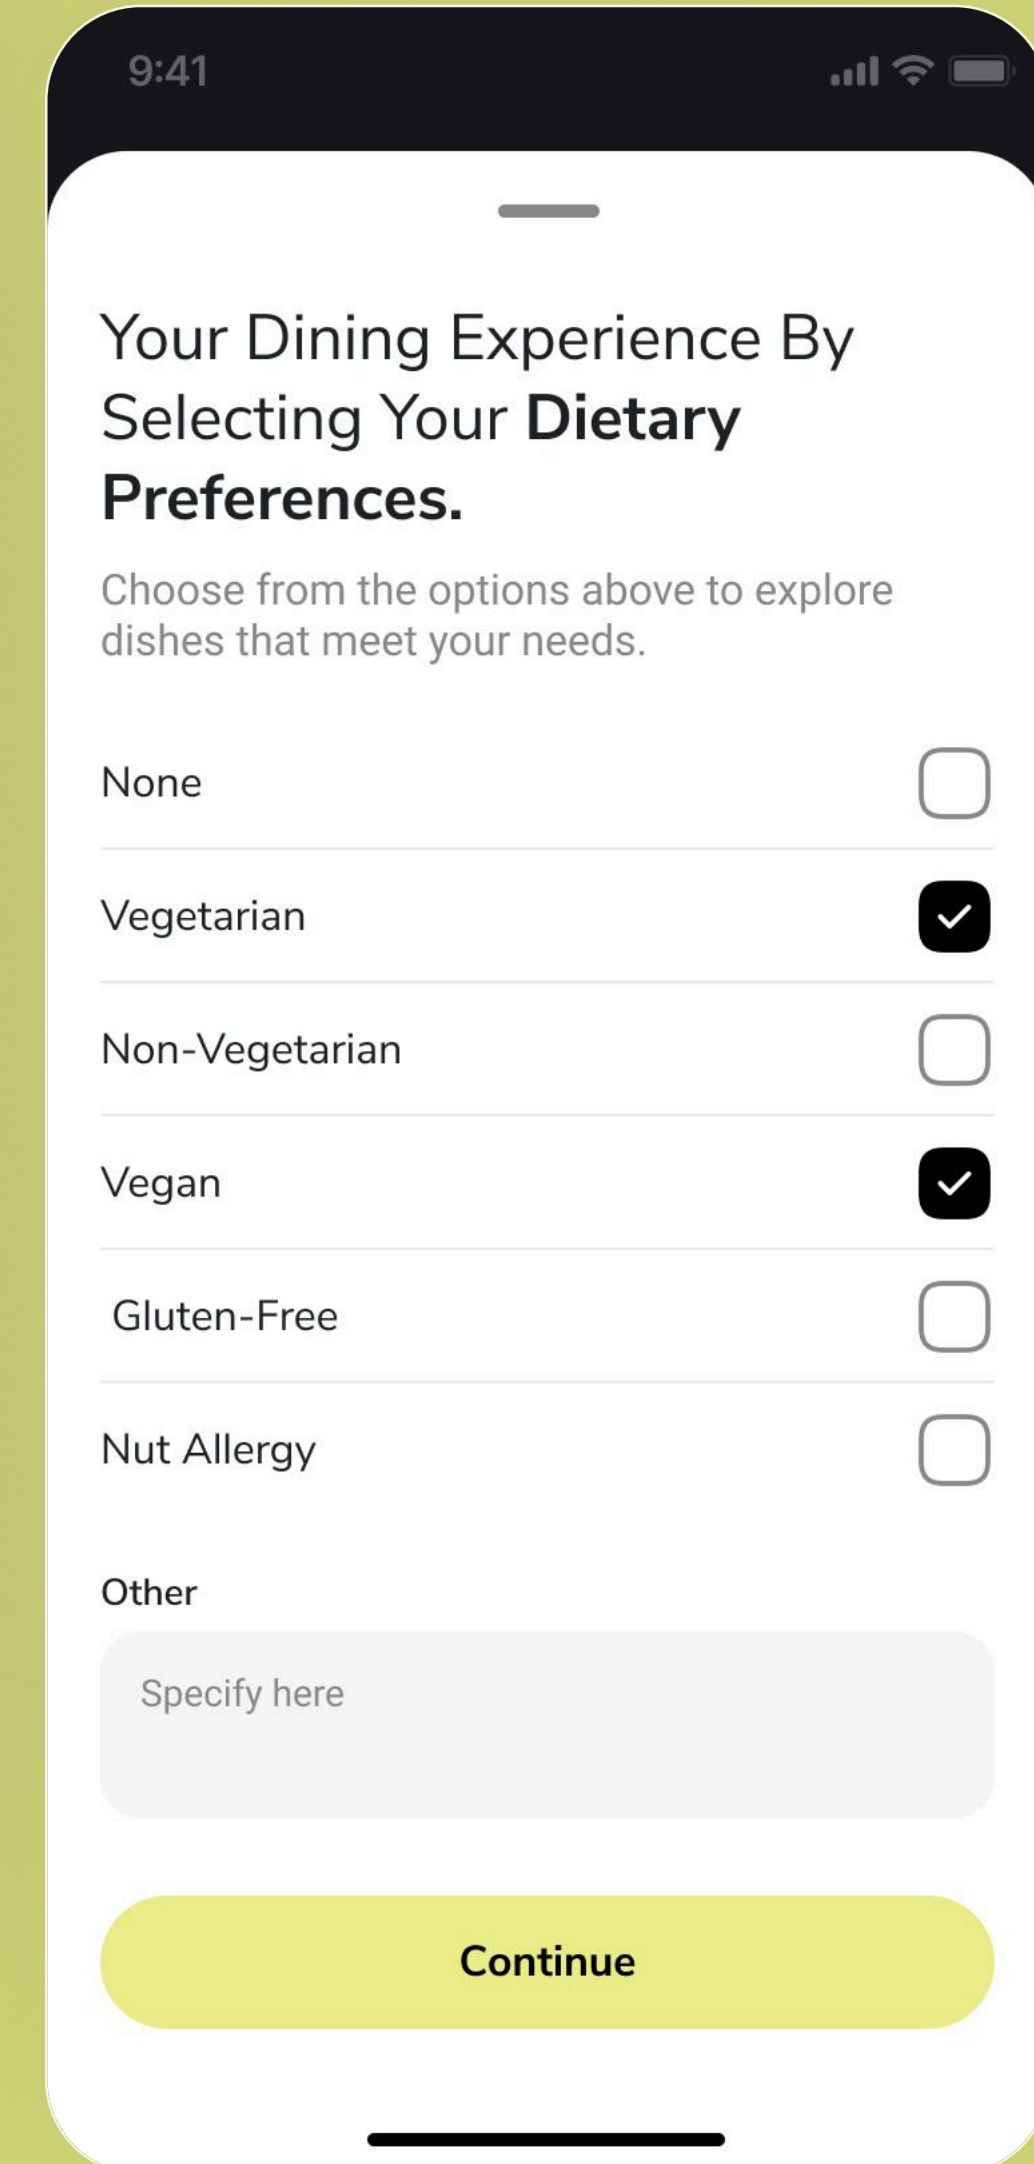 9:41
Your Dining Experience By
Selecting Your Dietary
Preferences.
Choose from the options above to explore
dishes that meet your needs.
None
Vegetarian
Non-Vegetarian
Vegan
Gluten-Free
Nut Allergy
Other
Specify here
Continue